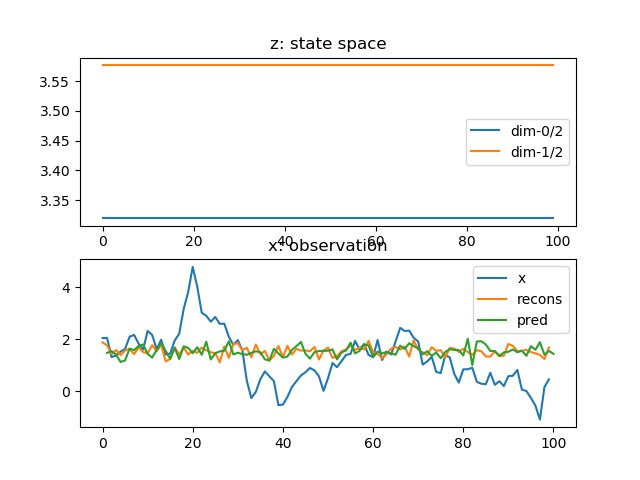 z: state space
3.55
3.50
3.45
3.40
3.35
dim-0/2
dim-1/2
0 20 40 60 80 100
x: observation
4
2
0
x
recons
pred
0 20 40 60 80 100